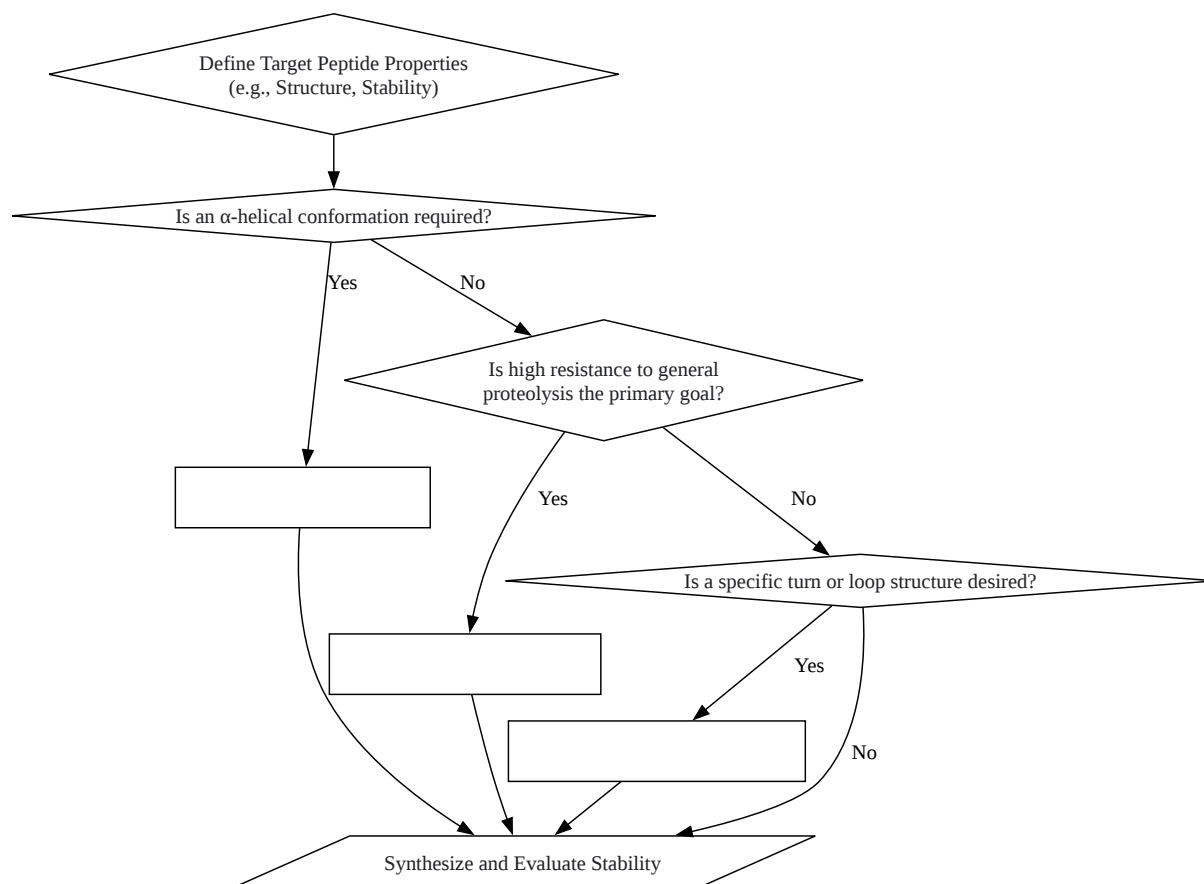 Define Target Peptide Properties
(e.g., Structure, Stability)
Is an α-helical conformation required?
Yes
No
Is high resistance to general
proteolysis the primary goal?
Yes
No
Is a specific turn or loop structure desired?
Yes
No
Synthesize and Evaluate Stability